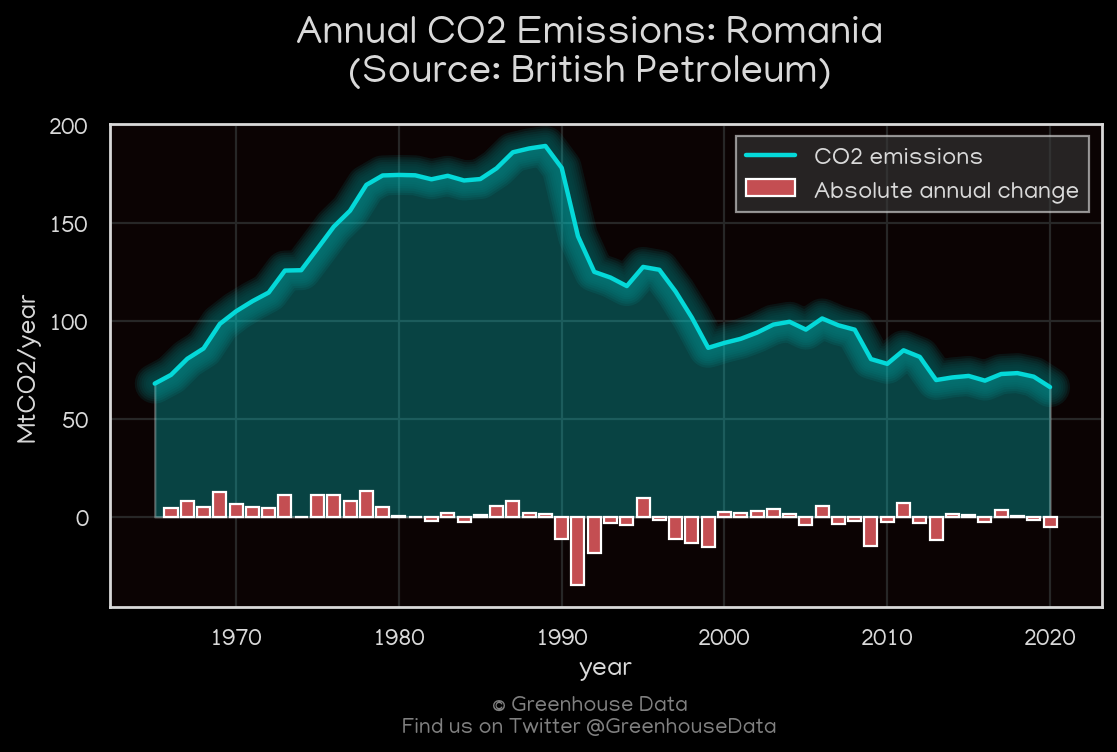 Annual CO2 Emissions: Romania
(Source: British Petroleum)
200
150
100
50
0
MtCO2/year
CO2 emissions
Absolute annual change
1970 1980 1990 2000 2010 2020
year
© Greenhouse Data
Find us on Twitter @GreenhouseData